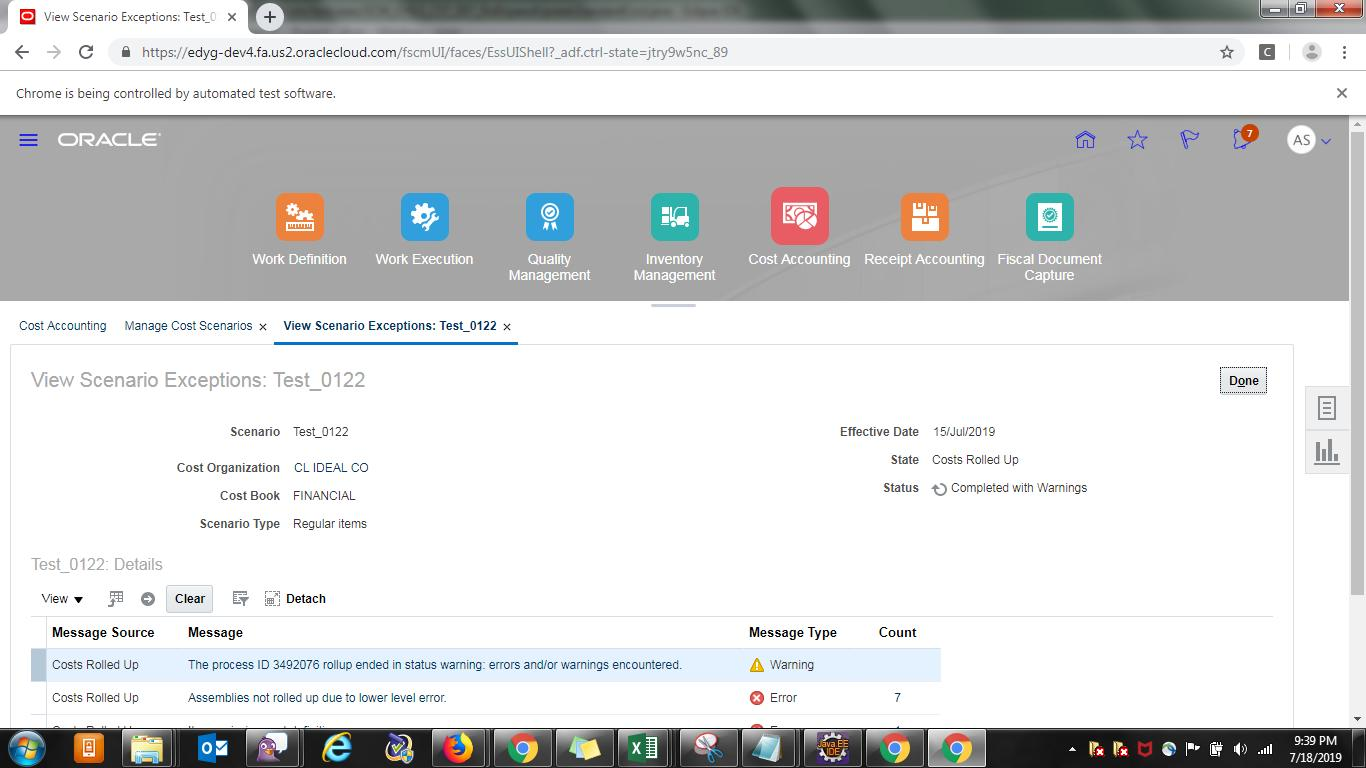 View Scenario Exceptions: Test_0
https://edyg-dev4.fa.us2.oraclecloud.com/fscmUI/faces/EssUIShell?_adf.ctrl-state=jtry9w5nc_89
C
Chrome is being controlled by automated test software.
ORACLE
7
AS
Work Definition
Work Execution
Quality Management
Inventory Management
Cost Accounting
Receipt Accounting
Fiscal Document Capture
Cost Accounting Manage Cost Scenarios View Scenario Exceptions: Test_0122
View Scenario Exceptions: Test_0122
Done
Scenario Test_0122
Effective Date 15/Jul/2019
Cost Organization CL IDEAL CO
State Costs Rolled Up
Cost Book FINANCIAL
Status Completed with Warnings
Scenario Type Regular items
Test_0122: Details
View Clear Detach
Message Source Message Message Type Count
Costs Rolled Up The process ID 3492076 rollup ended in status warning: errors and/or warnings encountered. Warning
Costs Rolled Up Assemblies not rolled up due to lower level error. Error 7
Java EE
IDE
9:39 PM
7/18/2019